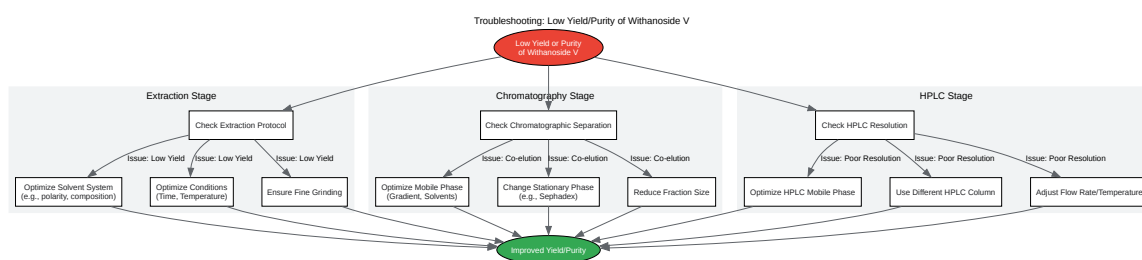 Troubleshooting: Low Yield/Purity of Withanoside V
Low Yield or Purity
of Withanoside V
Extraction Stage
Chromatography Stage
HPLC Stage
Check Extraction Protocol
Check Chromatographic Separation
Check HPLC Resolution
Issue: Low Yield
Issue: Low Yield
Issue: Low Yield
Issue: Co-elution
Issue: Co-elution
Issue: Co-elution
Issue: Poor Resolution
Issue: Poor Resolution
Issue: Poor Resolution
Optimize Solvent System
(e.g., polarity, composition)
Optimize Conditions
(Time, Temperature)
Ensure Fine Grinding
Optimize Mobile Phase
(Gradient, Solvents)
Change Stationary Phase
(e.g., Sephadex)
Reduce Fraction Size
Optimize HPLC Mobile Phase
Use Different HPLC Column
Adjust Flow Rate/Temperature
Improved Yield/Purity